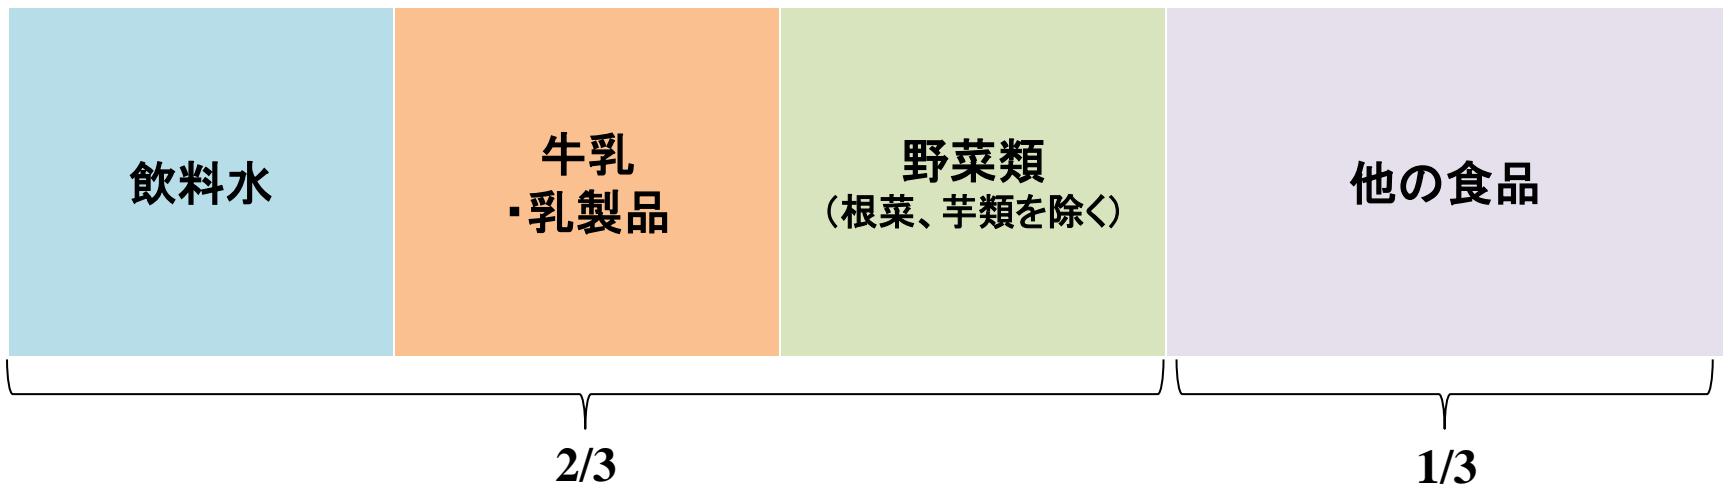 飲料水
牛乳
・乳製品
野菜類
（根菜、芋類を除く）
他の食品
2/3
1/3